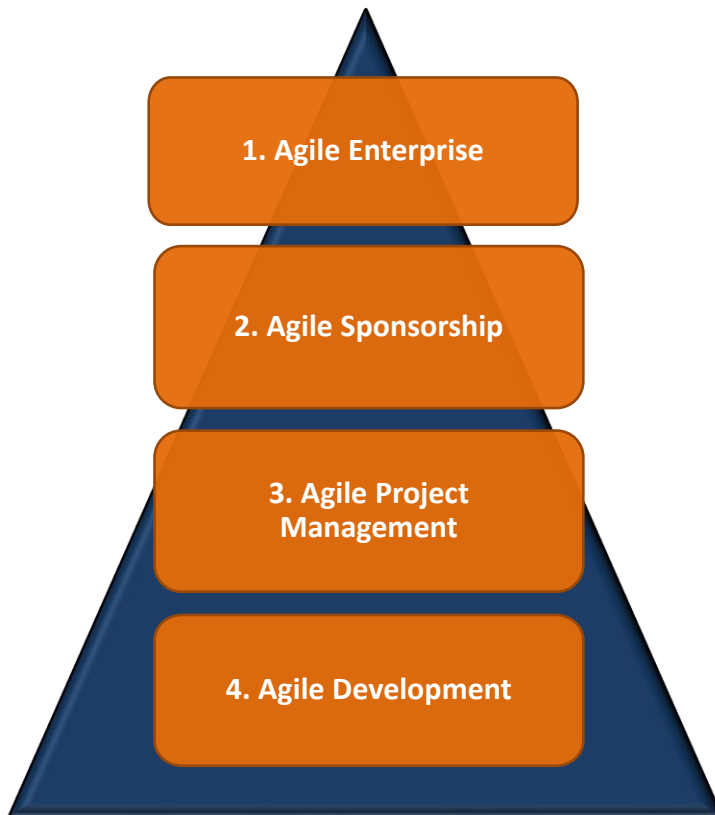 1. Agile Enterprise
2. Agile Sponsorship
3. Agile Project
Management
4. Agile Development